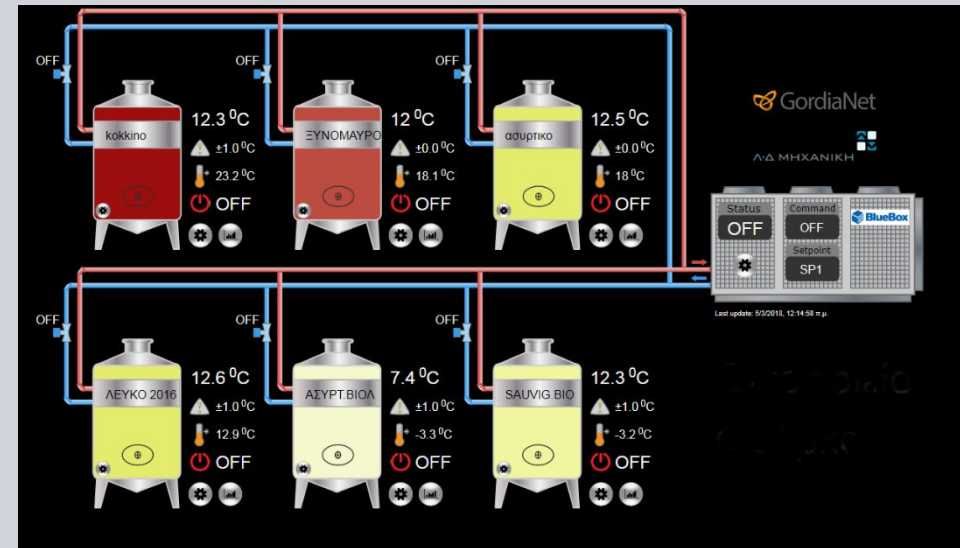 OFF
OFF
OFF
kokkino
12.3 ⁰C
±1.0 ⁰C
23.2 ⁰C
OFF
ΞΥΝΟΜΑΥΡΟ
12 ⁰C
±0.0 ⁰C
18.1 ⁰C
OFF
ασυρτικο
12.5 ⁰C
±0.0 ⁰C
18 ⁰C
OFF
GordiaNet
Λ·Δ ΜΗΧΑΝΙΚΗ
Status
OFF
Command
OFF
Setpoint
SP1
BlueBox
Last update: 5/3/2018, 12:14:58 π.μ.
OFF
OFF
OFF
ΛΕΥΚΟ 2016
12.6 ⁰C
±1.0 ⁰C
12.9 ⁰C
OFF
ΑΣΥΡΤ.ΒΙΟΛ
7.4 ⁰C
±1.0 ⁰C
-3.3 ⁰C
OFF
SAUVIG.BIO
12.3 ⁰C
±1.0 ⁰C
-3.2 ⁰C
OFF